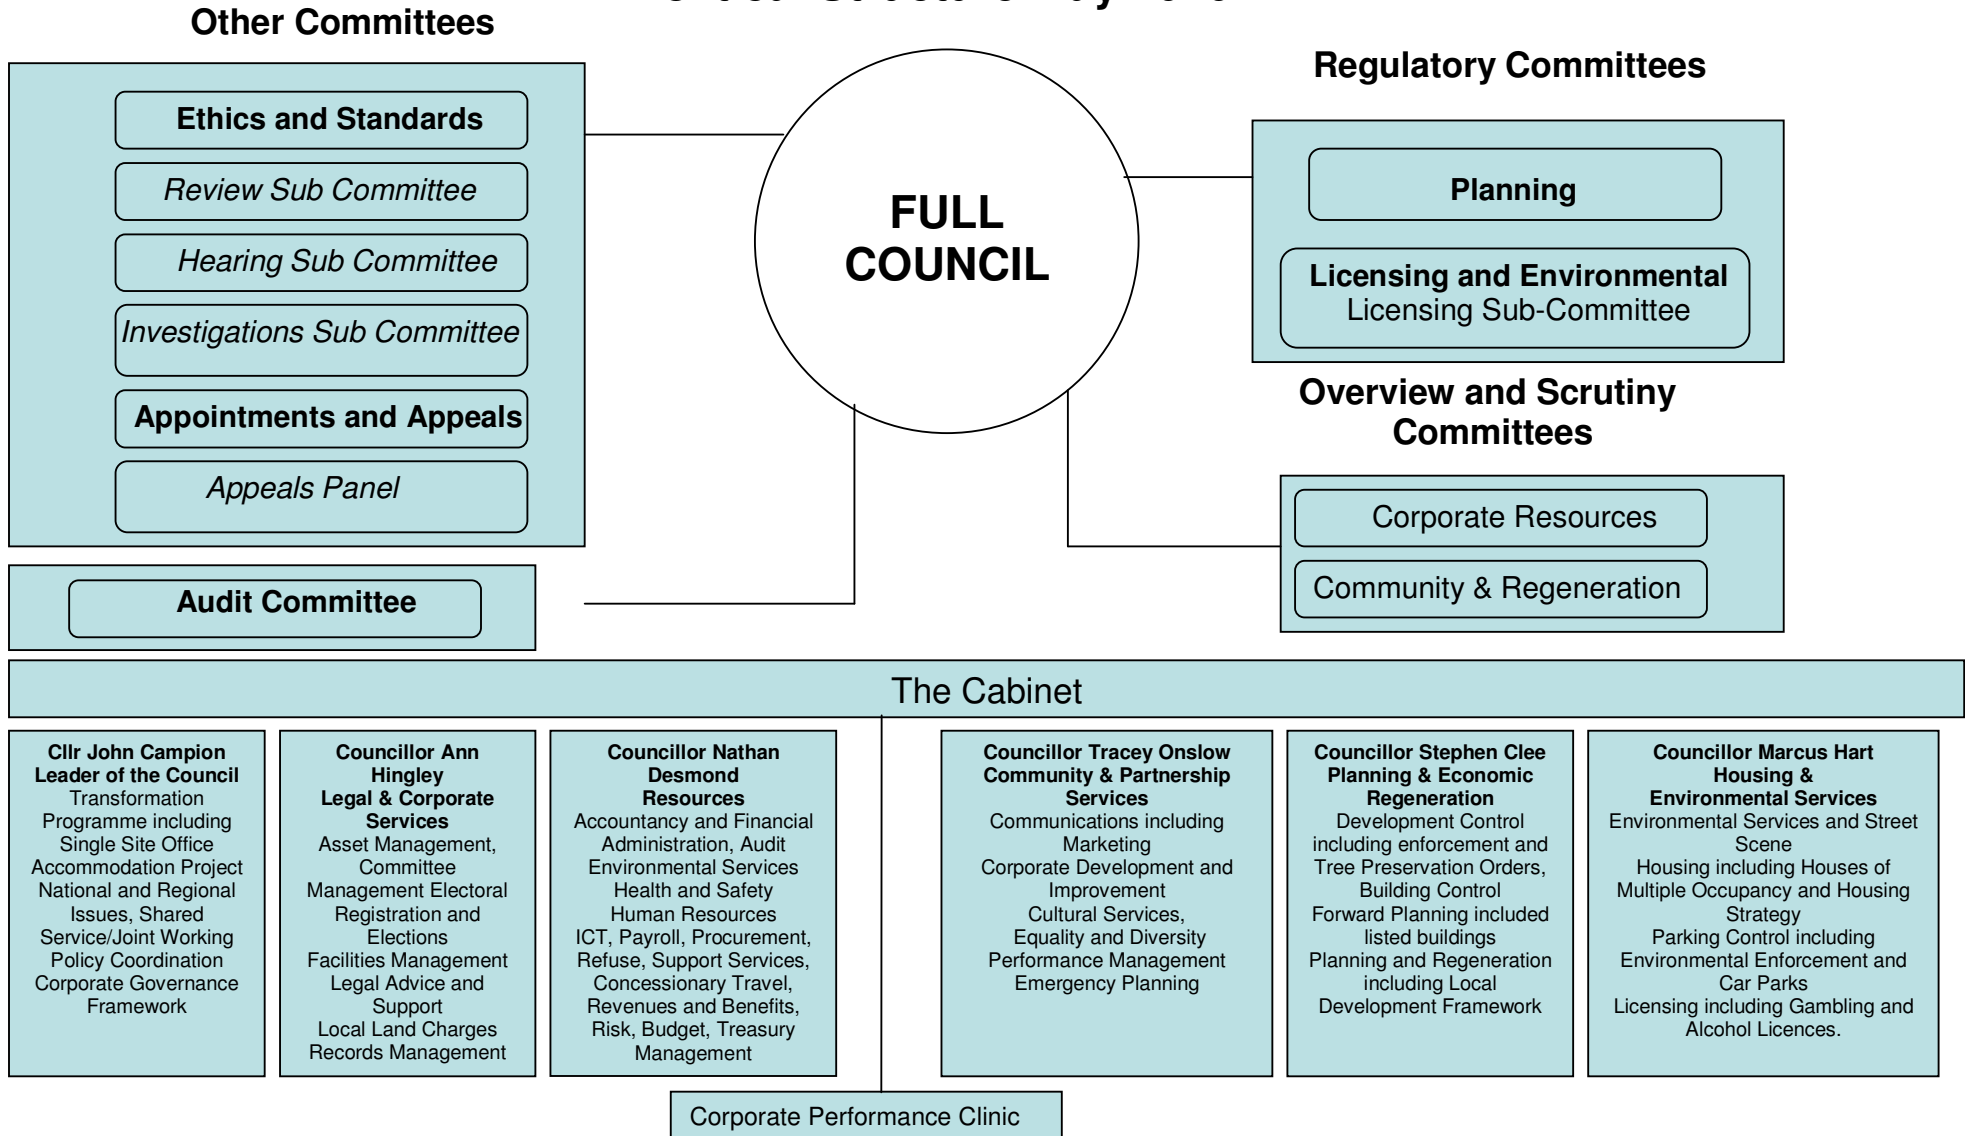 Other Committees
Ethics and Standards
Review Sub Committee
Hearing Sub Committee
Investigations Sub Committee
Appointments and Appeals
Appeals Panel
Audit Committee
FULL
COUNCIL
Regulatory Committees
Planning
Licensing and Environmental
Licensing Sub-Committee
Overview and Scrutiny
Committees
Corporate Resources
Community & Regeneration
The Cabinet
Cllr John Campion
Leader of the Council
Transformation
Programme including
Single Site Office
Accommodation Project
National and Regional
Issues, Shared
Service/Joint Working
Policy Coordination
Corporate Governance
Framework
Councillor Ann
Hingley
Legal & Corporate
Services
Asset Management,
Committee
Management Electoral
Registration and
Elections
Facilities Management
Legal Advice and
Support
Local Land Charges
Records Management
Councillor Nathan
Desmond
Resources
Accountancy and Financial
Administration, Audit
Environmental Services
Health and Safety
Human Resources
ICT, Payroll, Procurement,
Refuse, Support Services,
Concessionary Travel,
Revenues and Benefits,
Risk, Budget, Treasury
Management
Councillor Tracey Onslow
Community & Partnership
Services
Communications including
Marketing
Corporate Development and
Improvement
Cultural Services,
Equality and Diversity
Performance Management
Emergency Planning
Councillor Stephen Clee
Planning & Economic
Regeneration
Development Control
including enforcement and
Tree Preservation Orders,
Building Control
Forward Planning included
listed buildings
Planning and Regeneration
including Local
Development Framework
Councillor Marcus Hart
Housing &
Environmental Services
Environmental Services and Street
Scene
Housing including Houses of
Multiple Occupancy and Housing
Strategy
Parking Control including
Environmental Enforcement and
Car Parks
Licensing including Gambling and
Alcohol Licences.
Corporate Performance Clinic